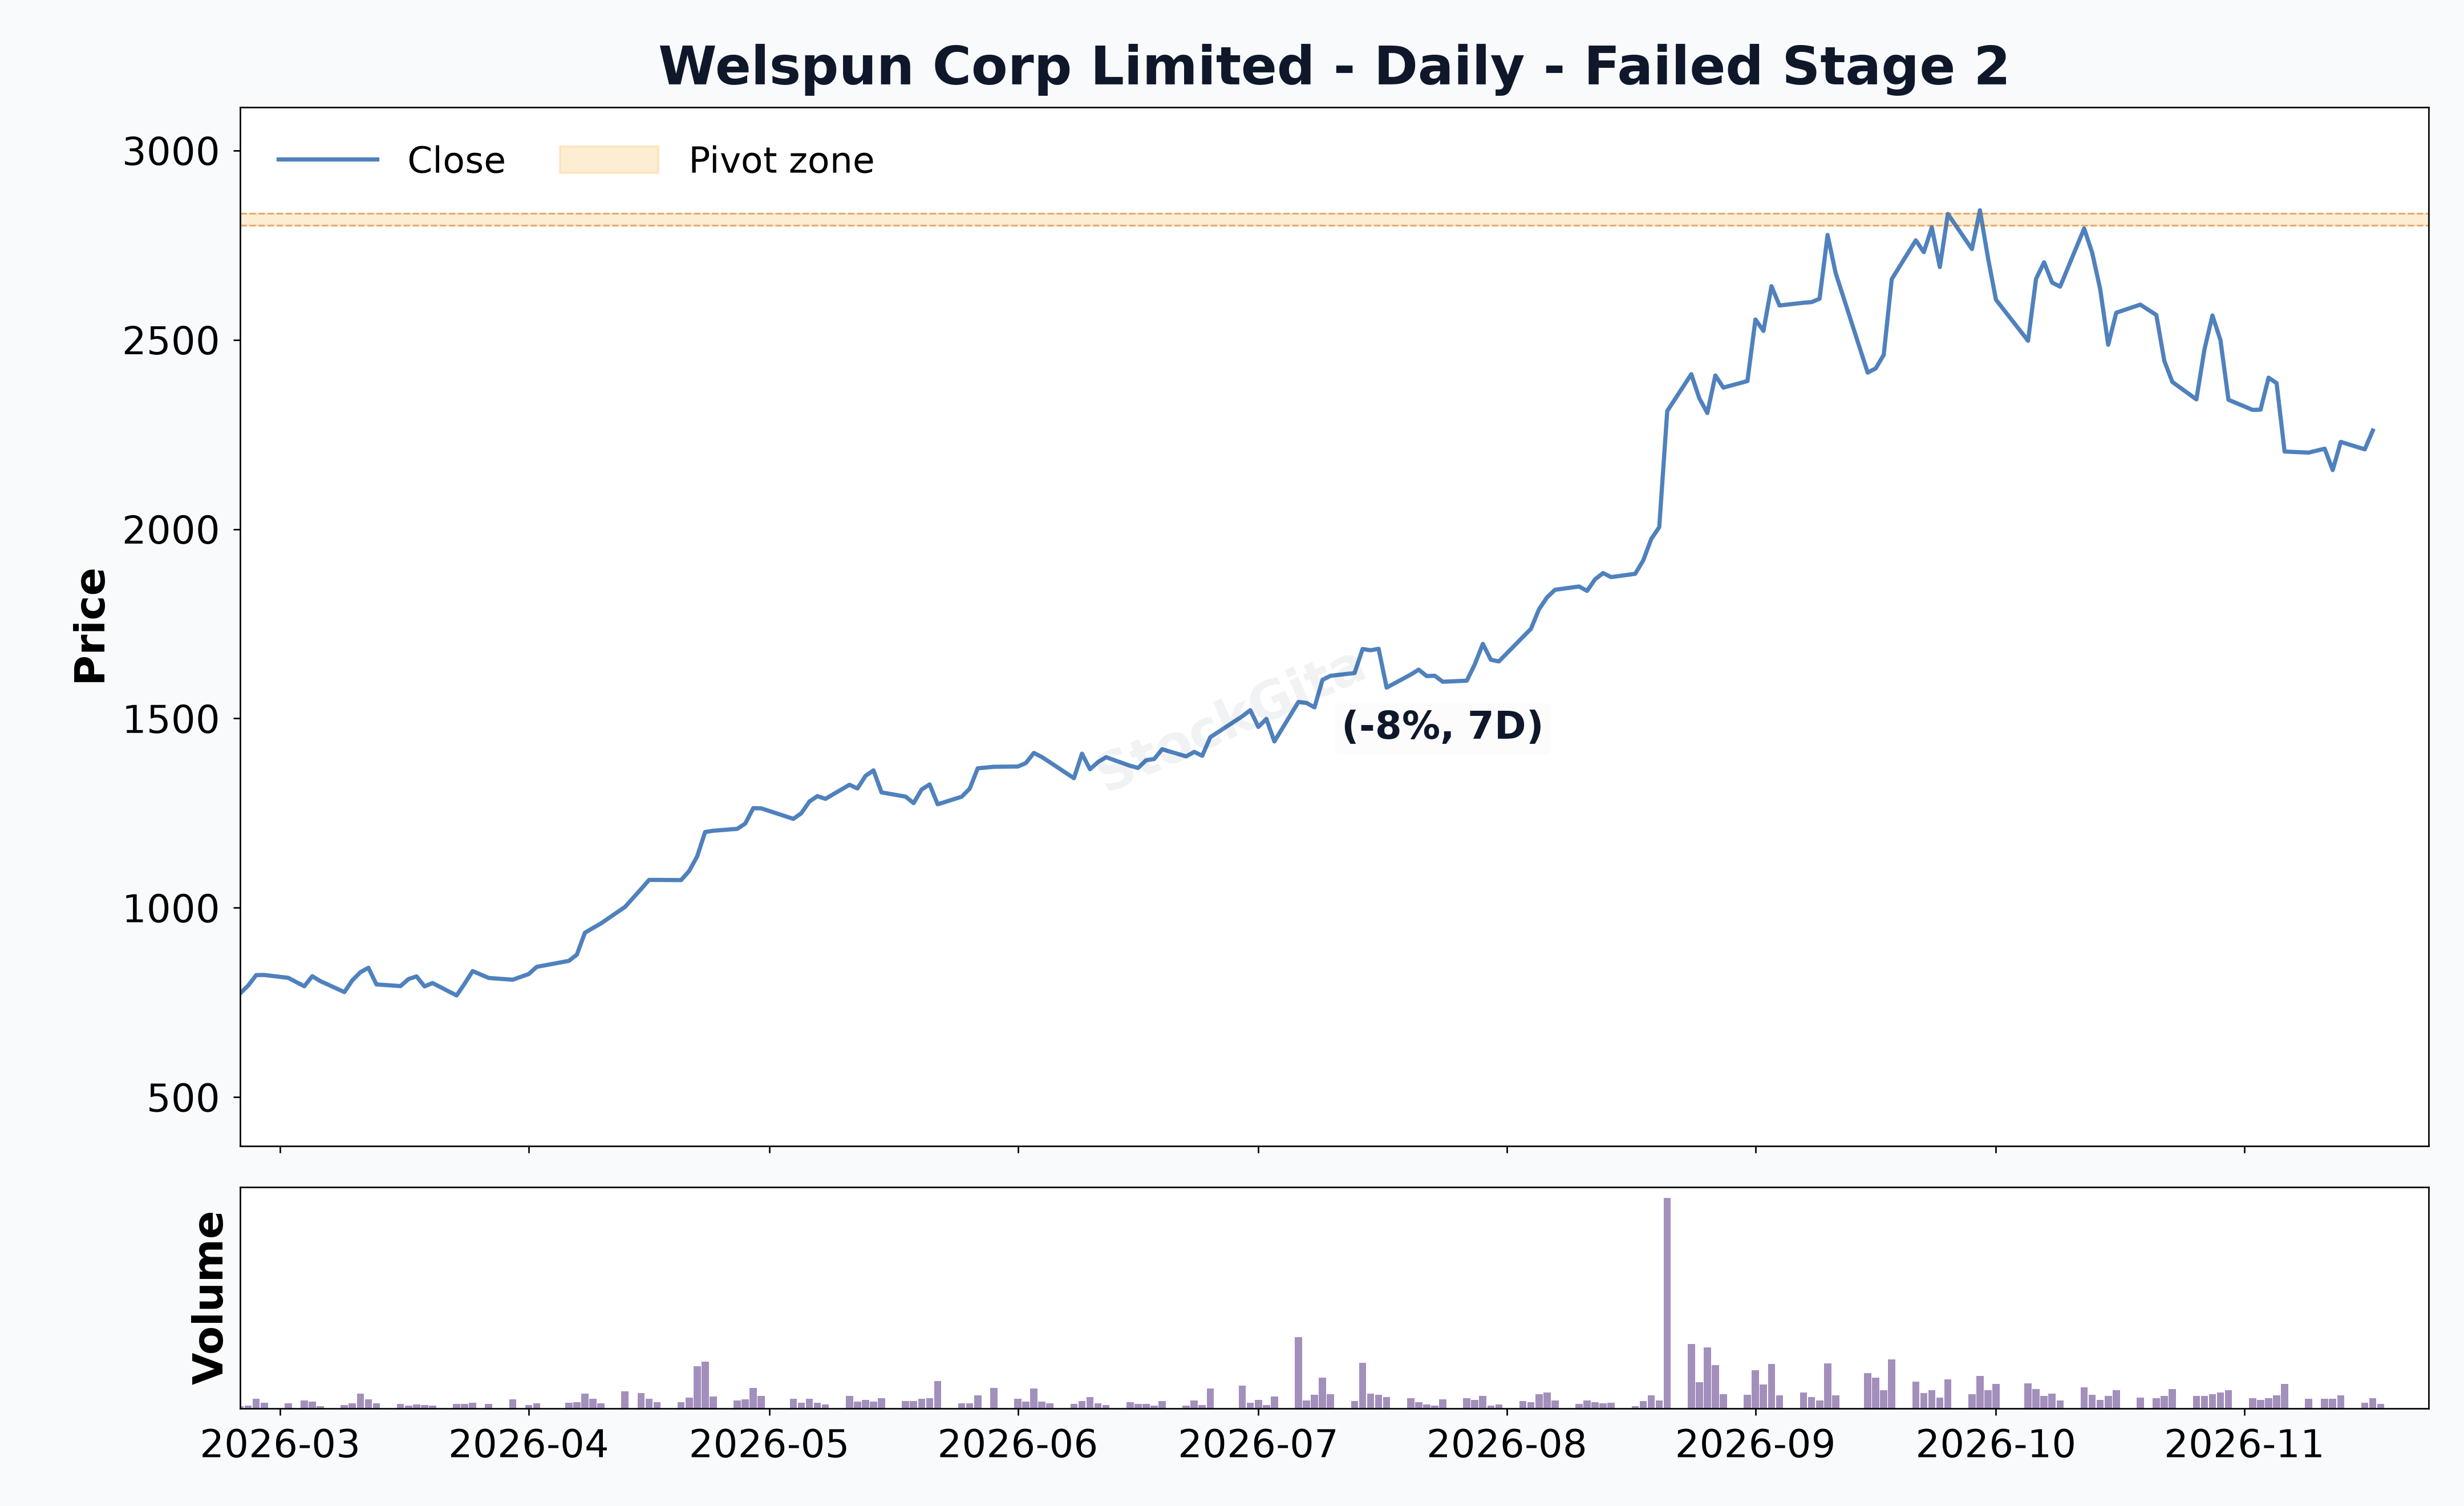 Welspun Corp Limited - Daily - Failed Stage 2
Close
Pivot zone
3000
2500
2000
1500
1000
500
Price
StockGita
(-8%, 7D)
Volume
2026-03
2026-04
2026-05
2026-06
2026-07
2026-08
2026-09
2026-10
2026-11